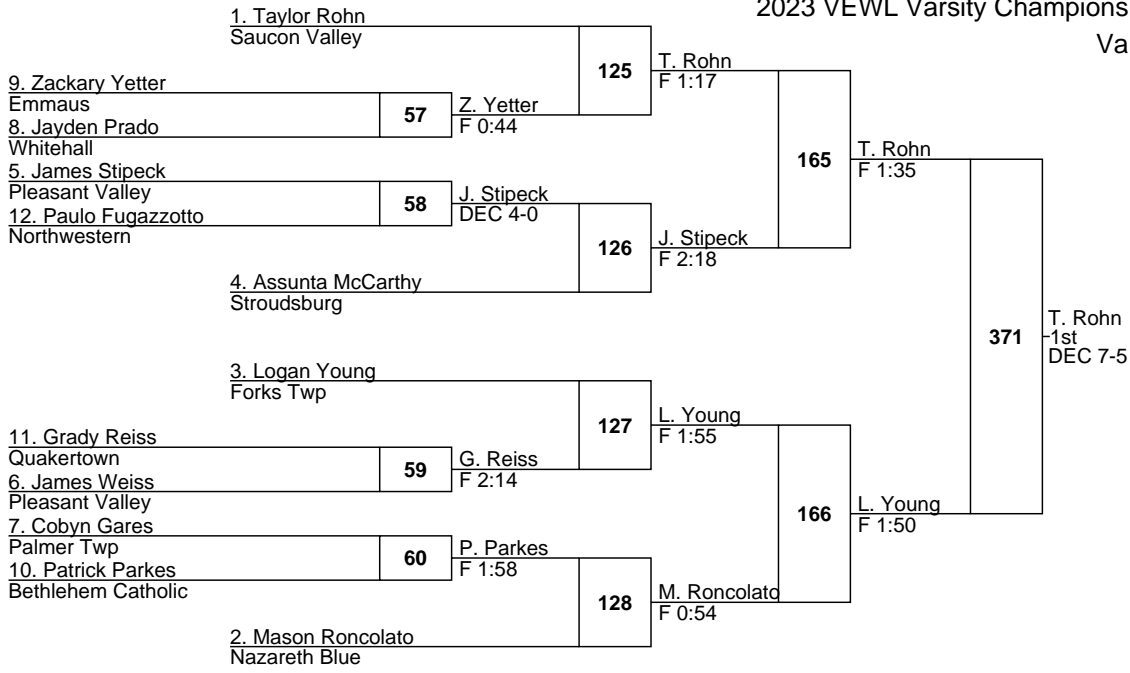 2023 VEWL Varsity Champions
Va
1. Taylor Rohn
Saucon Valley
125
T. Rohn
F 1:17
9. Zackary Yetter
Emmaus
57
Z. Yetter
F 0:44
8. Jayden Prado
Whitehall
165
T. Rohn
F 1:35
5. James Stipeck
Pleasant Valley
58
J. Stipeck
DEC 4-0
12. Paulo Fugazzotto
Northwestern
126
J. Stipeck
F 2:18
4. Assunta McCarthy
Stroudsburg
371
T. Rohn
1st
DEC 7-5
3. Logan Young
Forks Twp
127
L. Young
F 1:55
11. Grady Reiss
Quakertown
59
G. Reiss
F 2:14
6. James Weiss
Pleasant Valley
166
L. Young
F 1:50
7. Cobyn Gares
Palmer Twp
60
P. Parkes
F 1:58
10. Patrick Parkes
Bethlehem Catholic
128
M. Roncolato
F 0:54
2. Mason Roncolato
Nazareth Blue